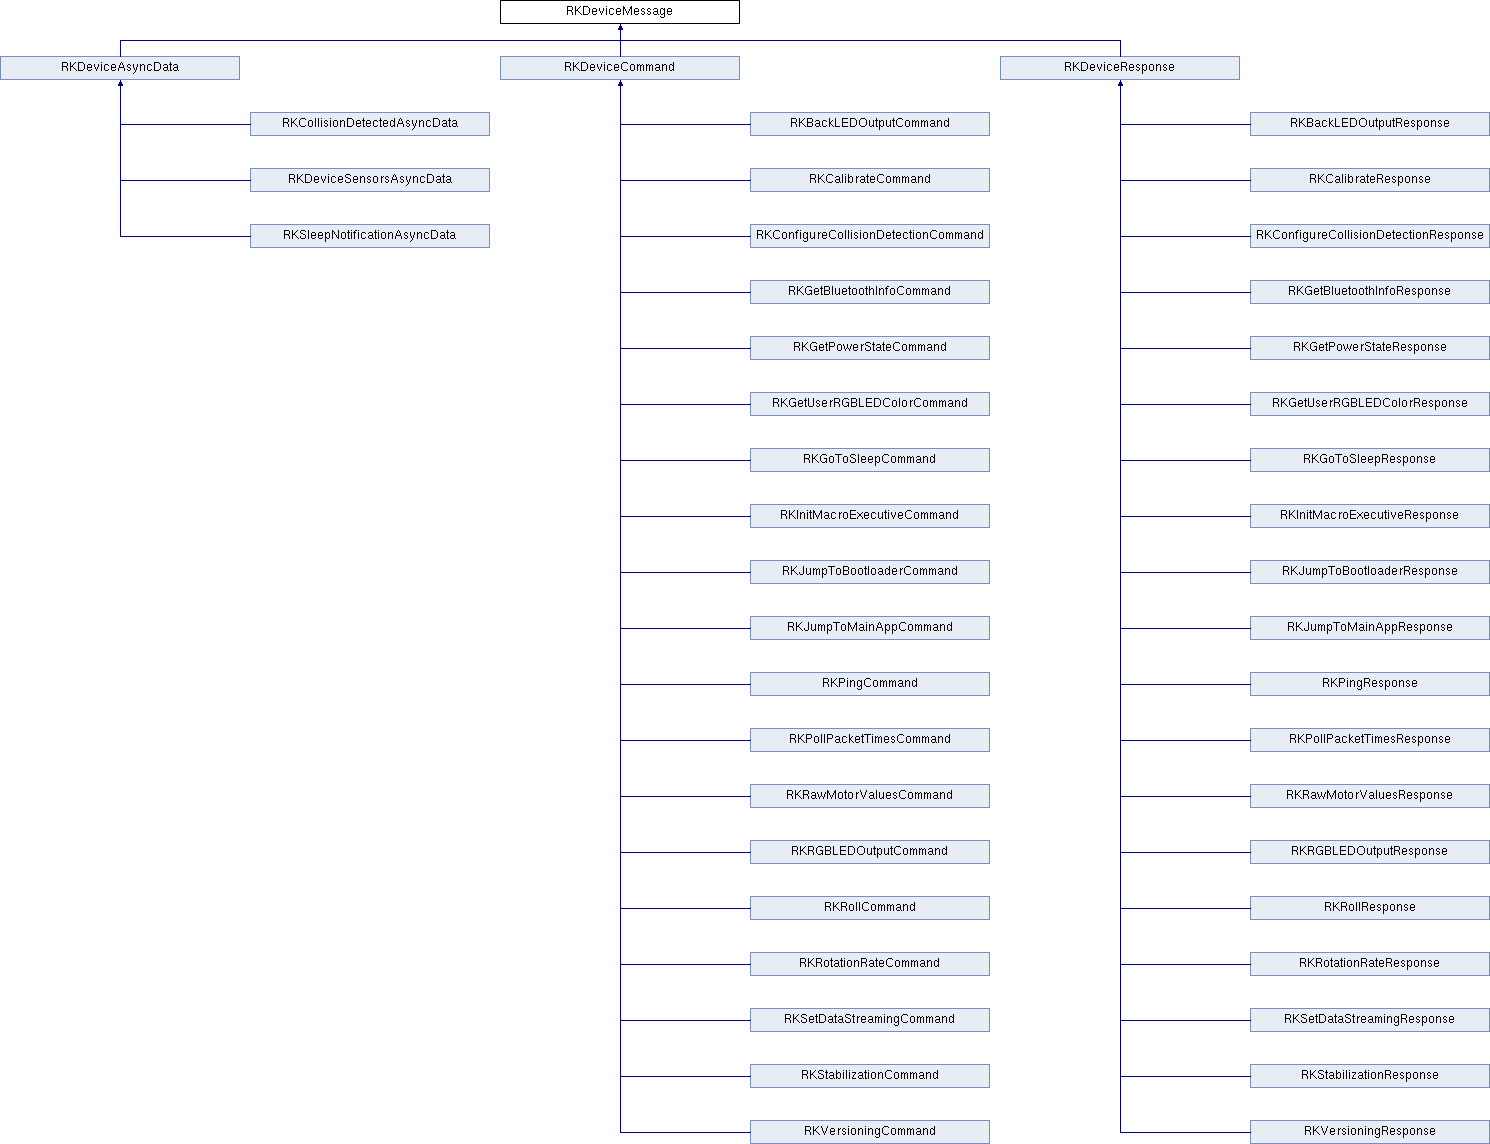 RKDeviceMessage
RKDeviceAsyncData
RKDeviceCommand
RKDeviceResponse
RKCollisionDetectedAsyncData
RKBackLEDOutputCommand
RKBackLEDOutputResponse
RKDeviceSensorsAsyncData
RKCalibrateCommand
RKCalibrateResponse
RKSleepNotificationAsyncData
RKConfigureCollisionDetectionCommand
RKConfigureCollisionDetectionResponse
RKGetBluetoothInfoCommand
RKGetBluetoothInfoResponse
RKGetPowerStateCommand
RKGetPowerStateResponse
RKGetUserRGBLEDColorCommand
RKGetUserRGBLEDColorResponse
RKGoToSleepCommand
RKGoToSleepResponse
RKInitMacroExecutiveCommand
RKInitMacroExecutiveResponse
RKJumpToBootloaderCommand
RKJumpToBootloaderResponse
RKJumpToMainAppCommand
RKJumpToMainAppResponse
RKPingCommand
RKPingResponse
RKPollPacketTimesCommand
RKPollPacketTimesResponse
RKRawMotorValuesCommand
RKRawMotorValuesResponse
RKRGBLEDOutputCommand
RKRGBLEDOutputResponse
RKRollCommand
RKRollResponse
RKRotationRateCommand
RKRotationRateResponse
RKSetDataStreamingCommand
RKSetDataStreamingResponse
RKStabilizationCommand
RKStabilizationResponse
RKVersioningCommand
RKVersioningResponse